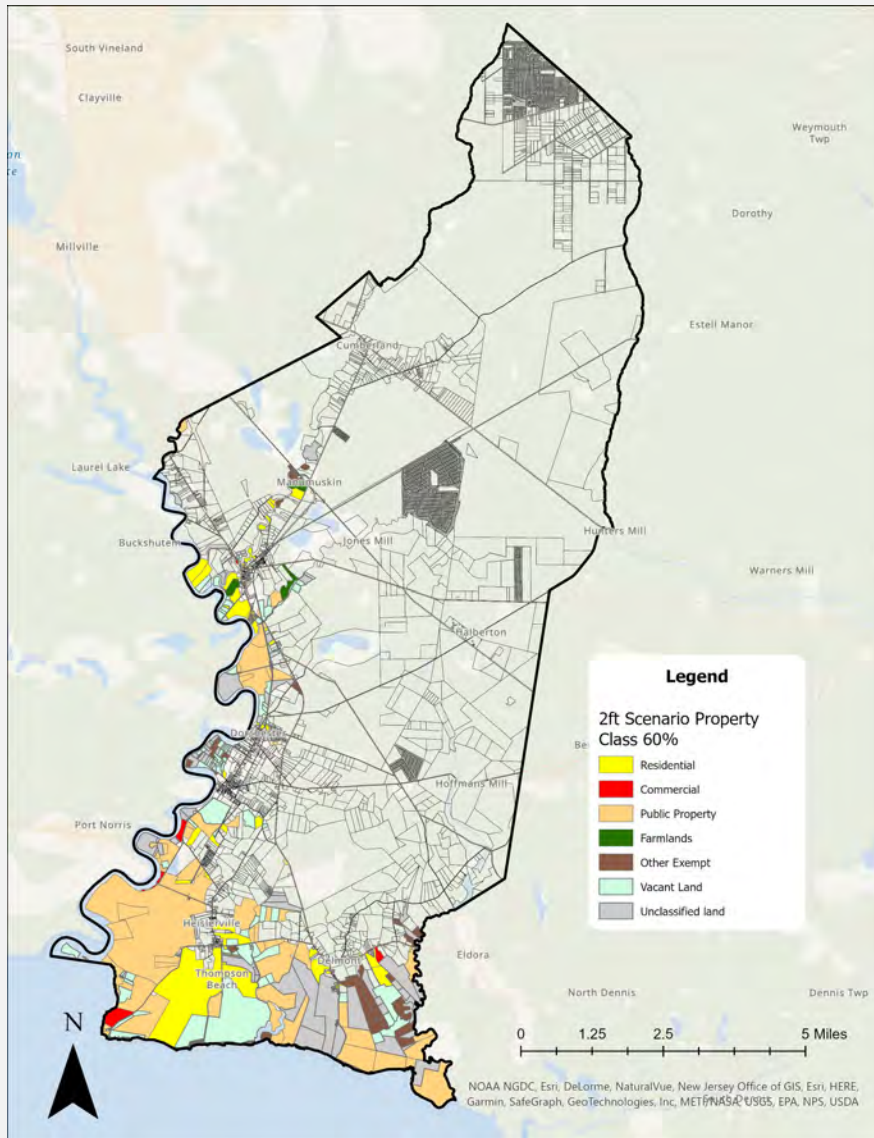 South Vineland
Clayville
Weymouth
Twp
Dorothy
Millville
Estell Manor
Cumberland
Laurel Lake
Manumuskin
Buckshutem
Jones Mill
Hunters Mill
Warners Mill
Halberton
Legend
2ft Scenario Property
Class 60%
Residential
Commercial
Public Property
Farmlands
Other Exempt
Vacant Land
Unclassified land
Dorchester
Hoffmans Mill
Port Norris
Heislerville
Delmont
Eldora
Thompson
Beach
North Dennis
Dennis Twp
N
0
1.25
2.5
5 Miles
NOAA NGDC, Esri, DeLorme, NaturalVue, New Jersey Office of GIS, Esri, HERE,
Garmin, SafeGraph, GeoTechnologies, Inc, METI/NASA, USGS, EPA, NPS, USDA